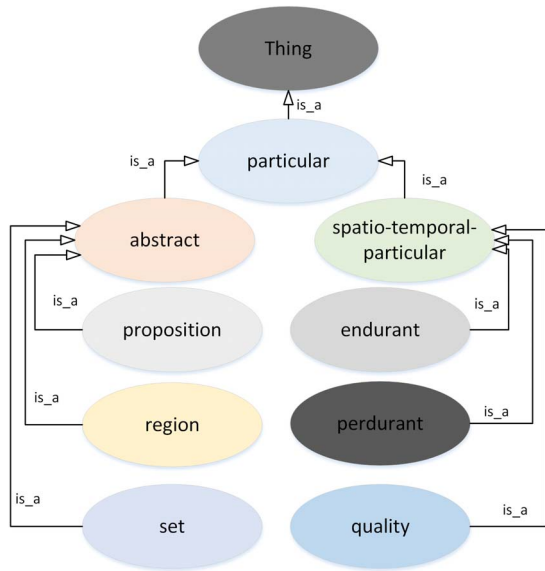 Thing
is_a
particular
is_a
is_a
abstract
spatio-temporal-
particular
is_a
is_a
proposition
endurant
is_a
is_a
region
perdurant
is_a
is_a
set
quality